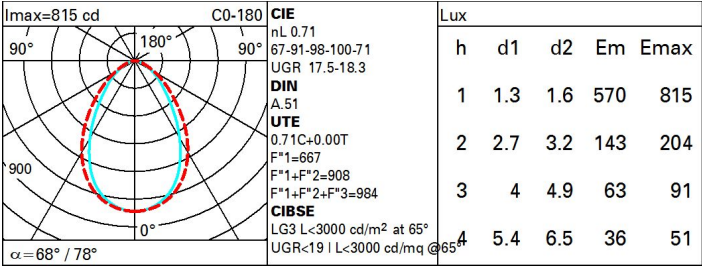 Imax=815 cd C0-180
90° 180° 90°
900
0°
α=68° / 78°
CIE
nL 0.71
67-91-98-100-71
UGR 17.5-18.3
DIN
A.51
UTE
0.71C+0.00T
F"1=667
F"1+F"2=908
F"1+F"2+F"3=984
CIBSE
LG3 L<3000 cd/m² at 65°
UGR<19 | L<3000 cd/mq @65°
Lux
h d1 d2 Em Emax
1 1.3 1.6 570 815
2 2.7 3.2 143 204
3 4 4.9 63 91
4 5.4 6.5 36 51